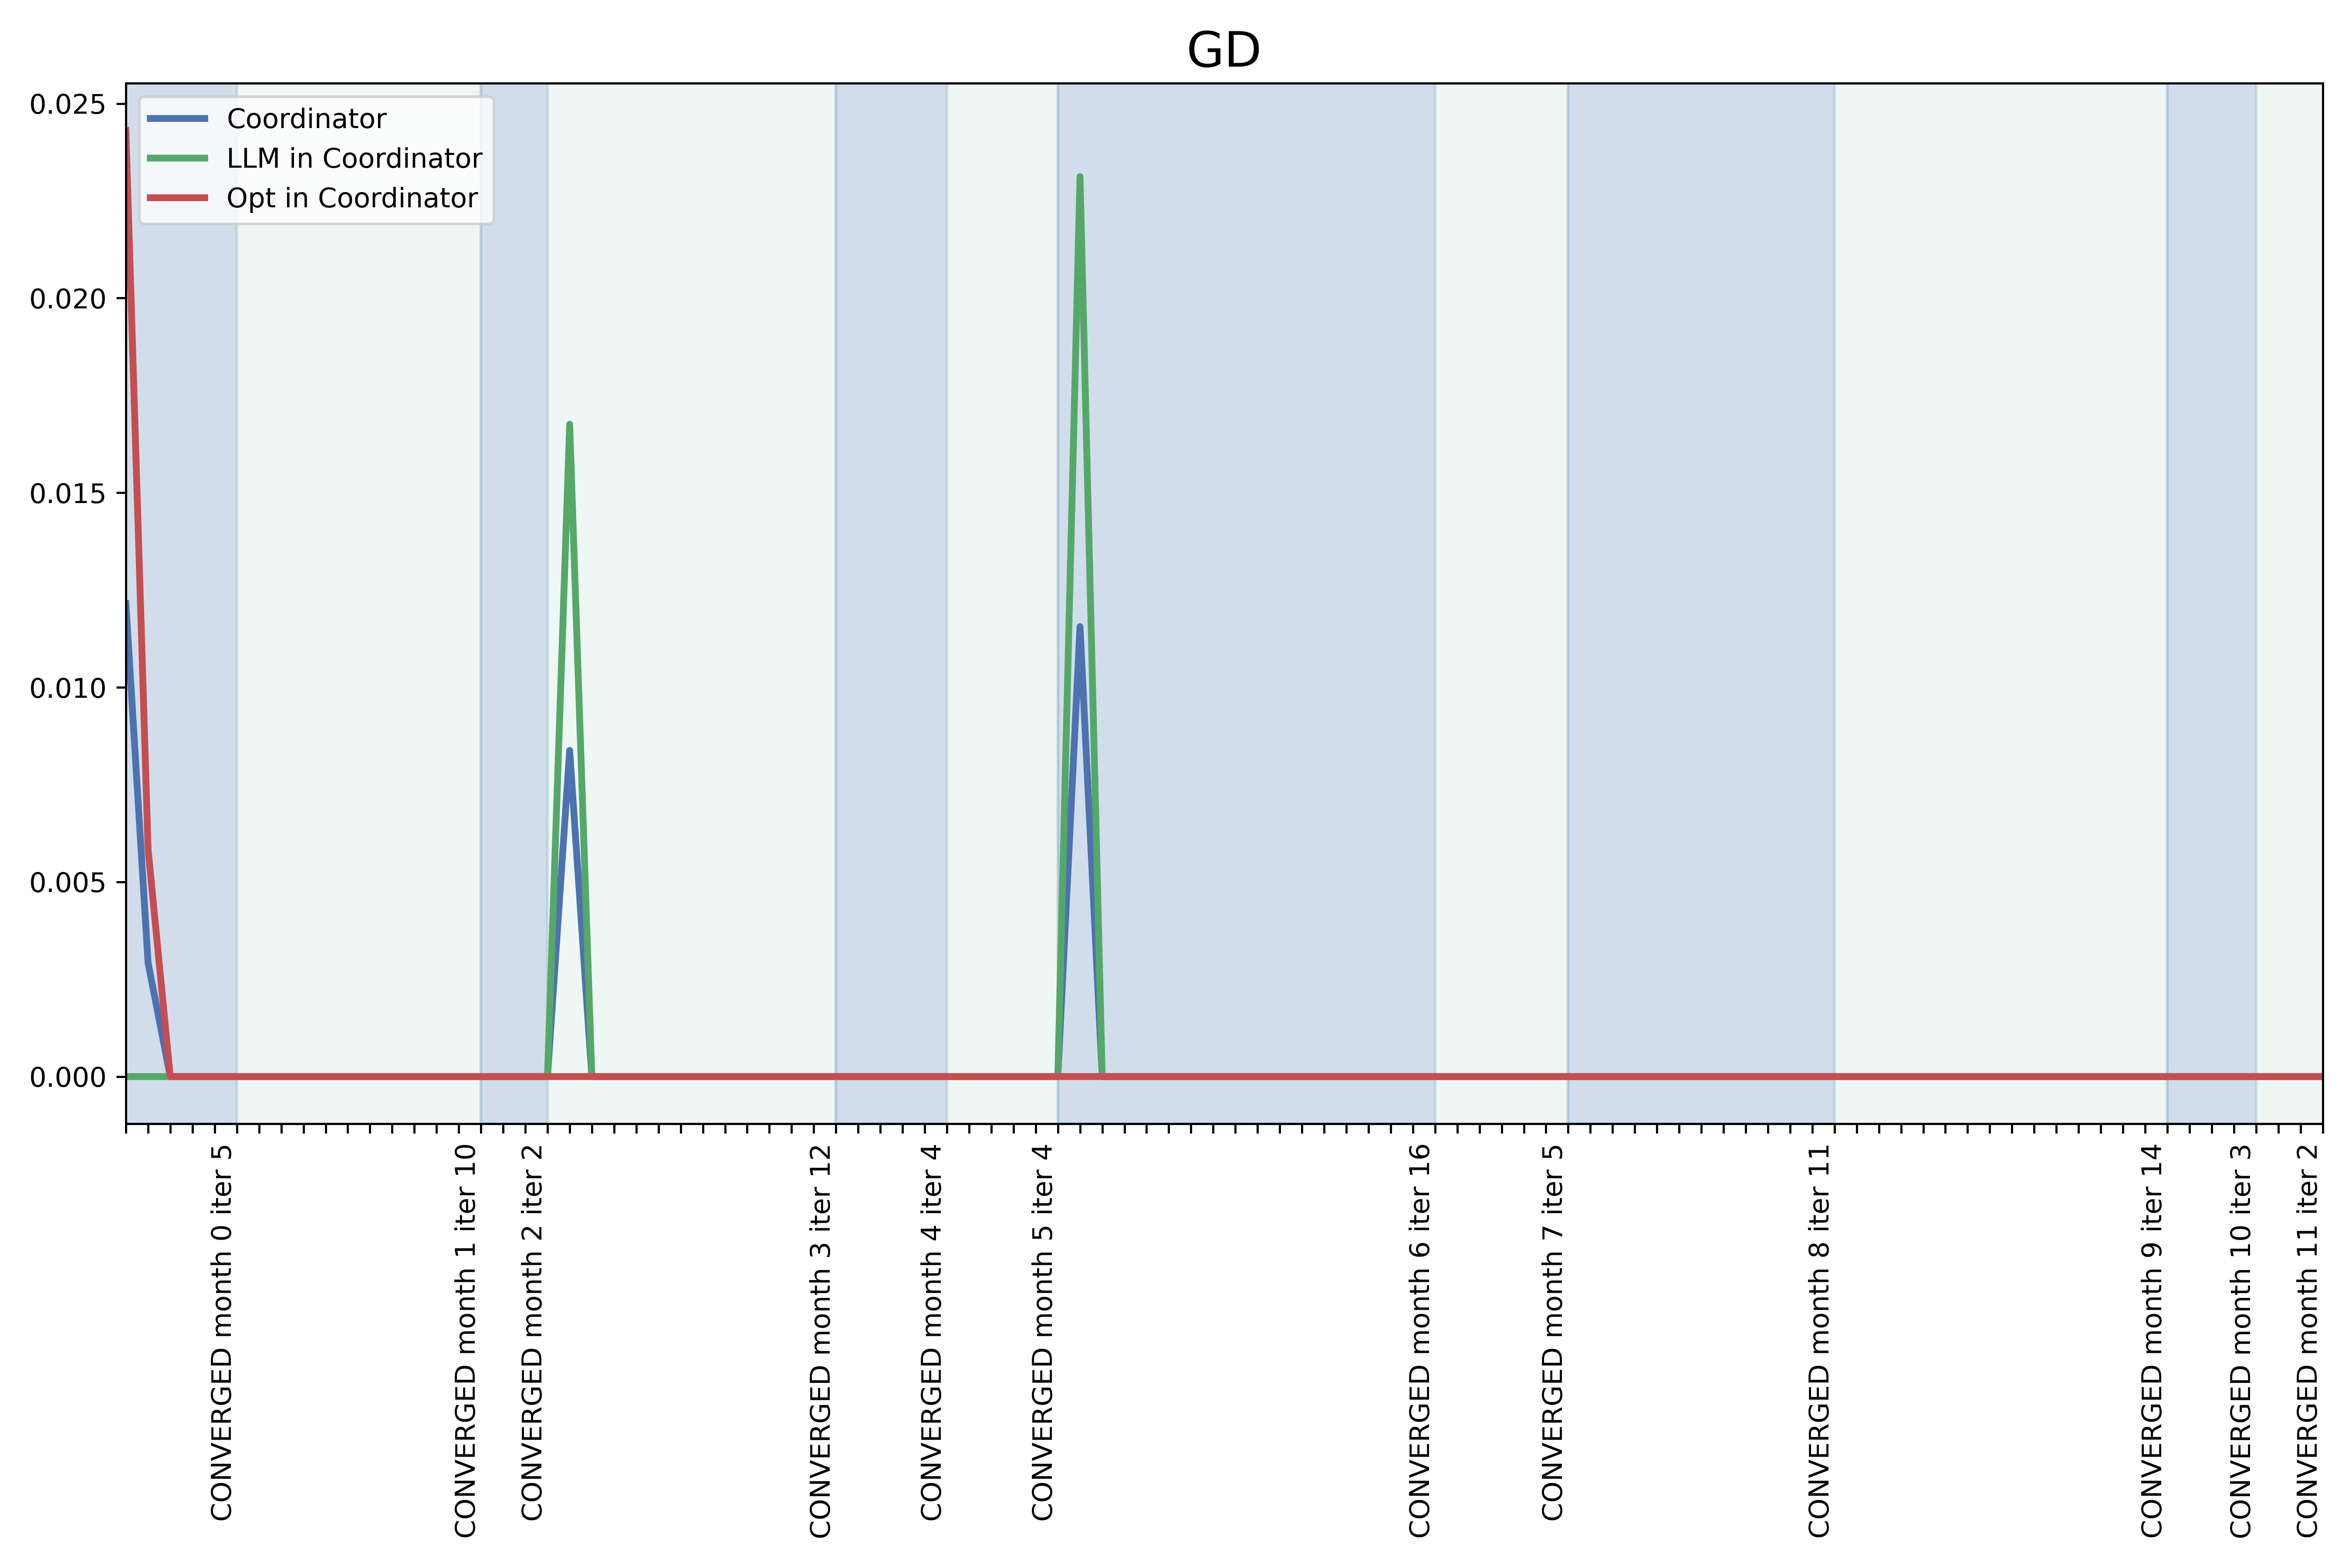 GD
0.025
0.020
0.015
0.010
0.005
0.000
Coordinator
LLM in Coordinator
Opt in Coordinator
CONVERGED month 0 iter 5
CONVERGED month 1 iter 10
CONVERGED month 2 iter 2
CONVERGED month 3 iter 12
CONVERGED month 4 iter 4
CONVERGED month 5 iter 4
CONVERGED month 6 iter 16
CONVERGED month 7 iter 5
CONVERGED month 8 iter 11
CONVERGED month 9 iter 14
CONVERGED month 10 iter 3
CONVERGED month 11 iter 2